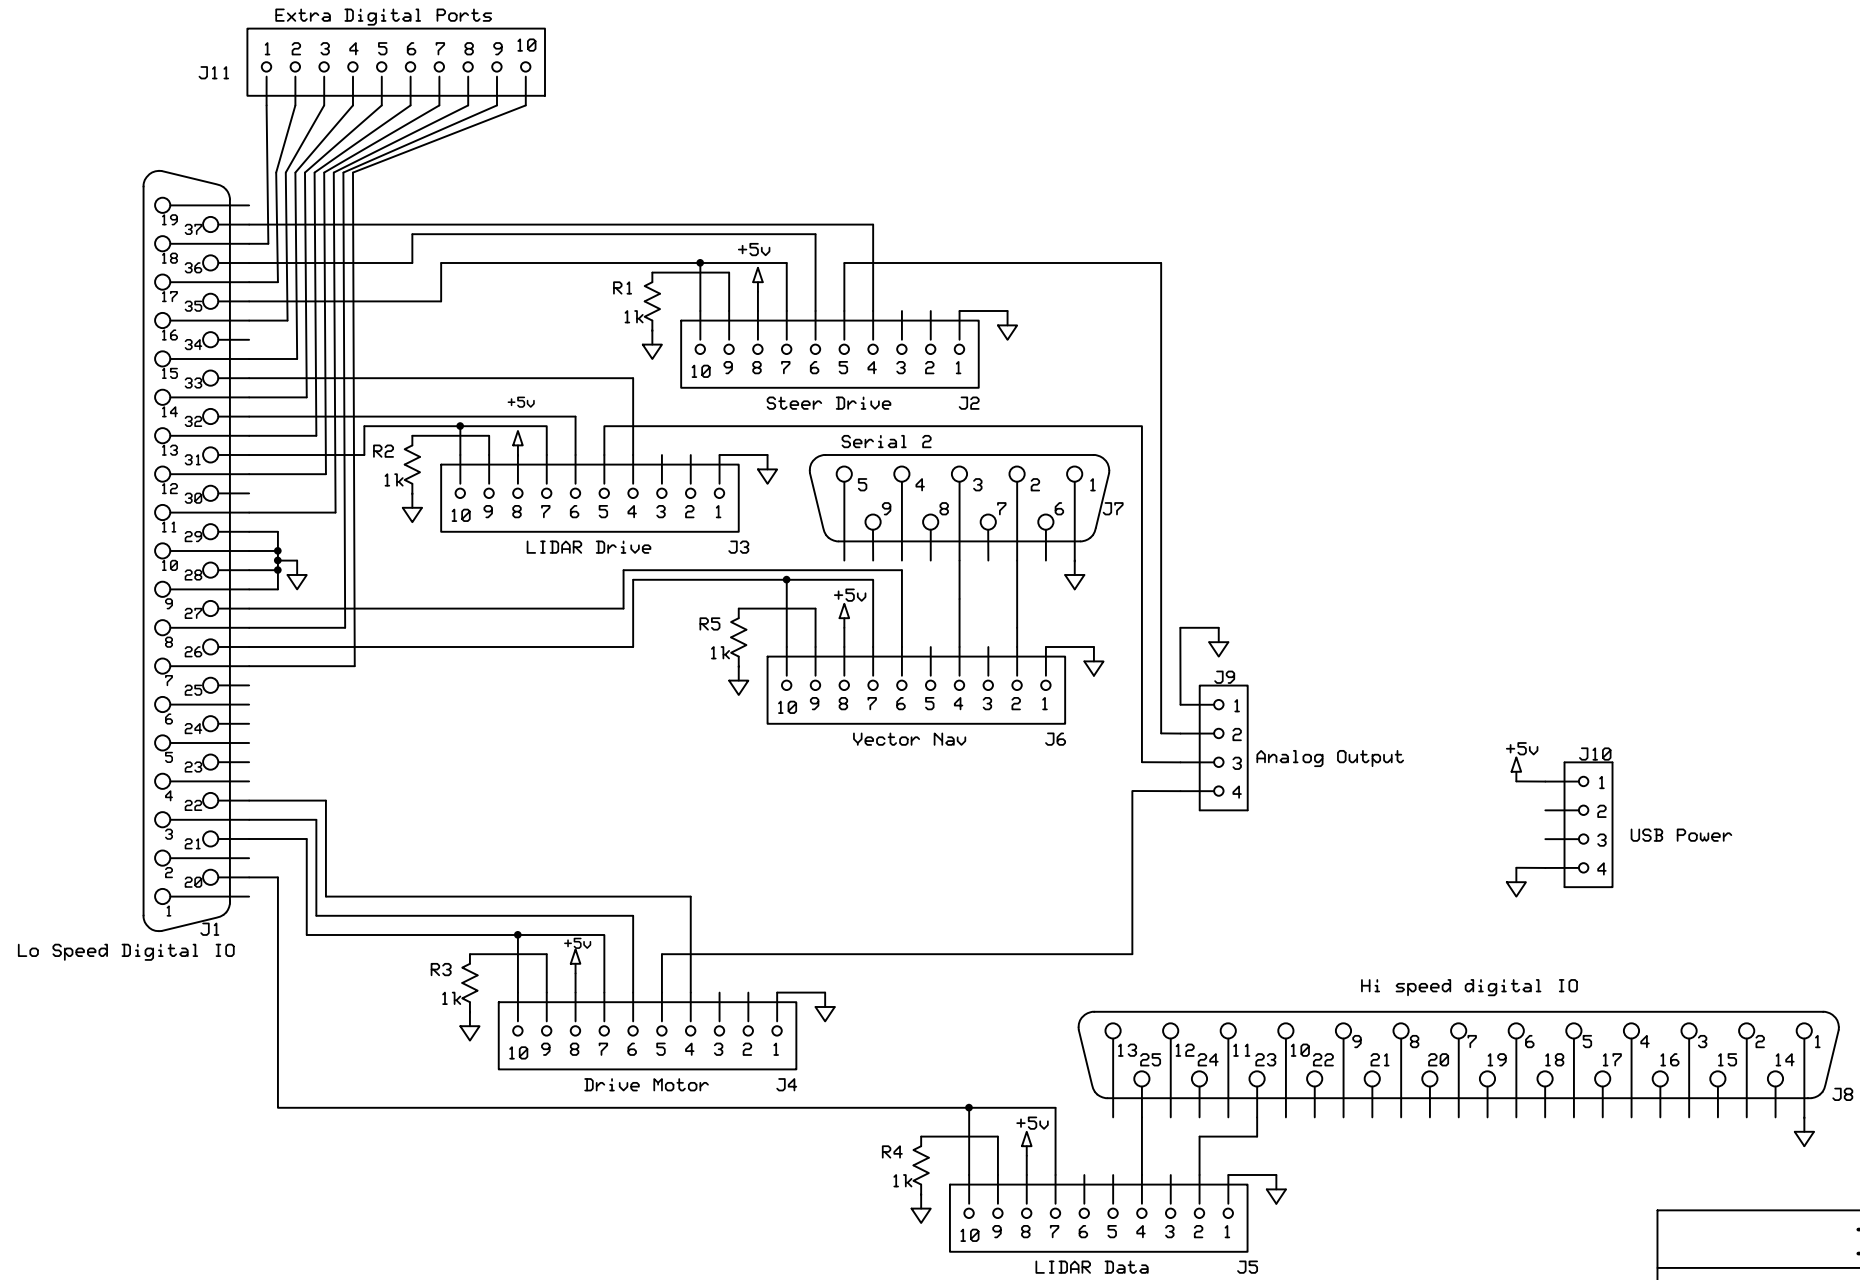 Extra Digital Ports
1 2 3 4 5 6 7 8 9 10
J11
19
37
18
36
17
35
16
34
15
33
14
32
13
31
12
30
11
29
10
28
9
27
8
26
7
25
6
24
5
23
4
22
3
21
2
20
1
J1
Lo Speed Digital IO
+5v
R1
1k
10 9 8 7 6 5 4 3 2 1
Steer Drive J2
+5v
R2
1k
10 9 8 7 6 5 4 3 2 1
LIDAR Drive J3
Serial 2
5 4 3 2 1
9 8 7 6
J7
+5v
R5
1k
10 9 8 7 6 5 4 3 2 1
Vector Nav J6
J9
1
2
3
4
Analog Output
+5v
J10
1
2
3
4
USB Power
+5v
R3
1k
10 9 8 7 6 5 4 3 2 1
Drive Motor J4
Hi speed digital IO
13 12 11 10 9 8 7 6 5 4 3 2 1
25 24 23 22 21 20 19 18 17 16 15 14
J8
+5v
R4
1k
10 9 8 7 6 5 4 3 2 1
LIDAR Data J5